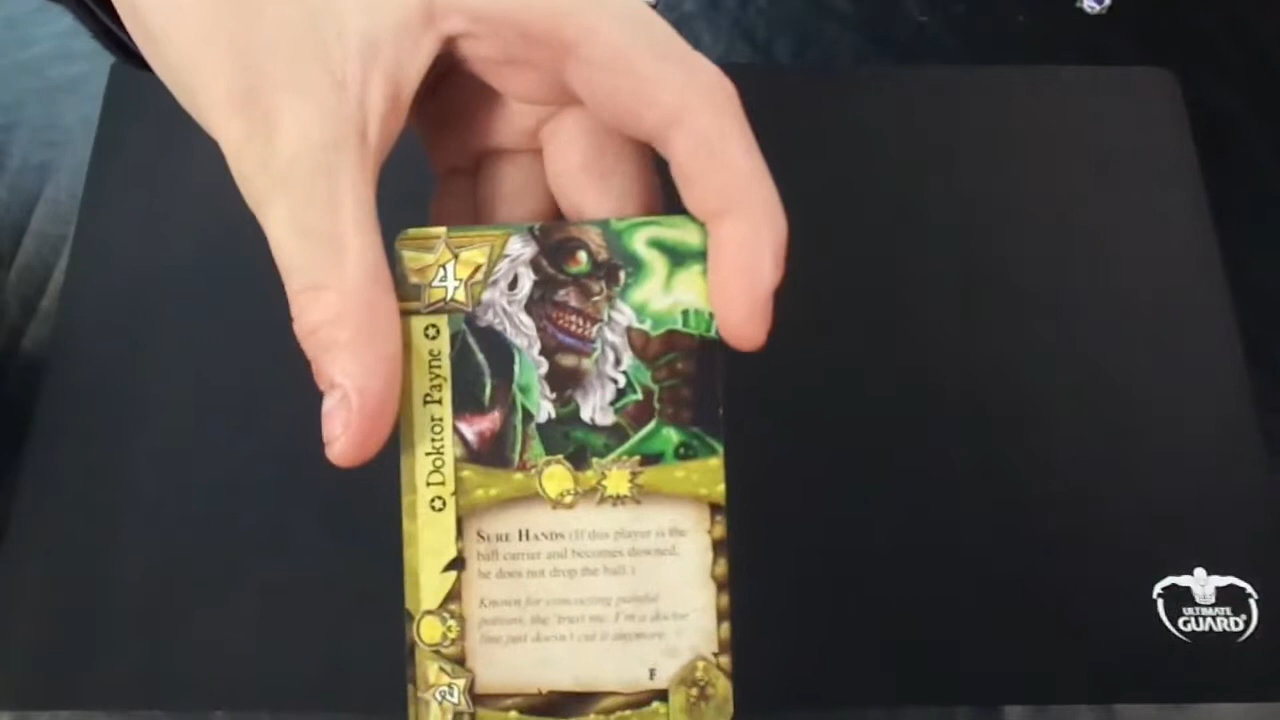 4
✪ Doktor Payne ✪
SURE HANDS (If this player is the
ball carrier and becomes downed,
he does not drop the ball.)
Known for concocting painful
potions, the 'trust me, I'm a doctor'
line just doesn't cut it anymore.
F
2
ULTIMATE
GUARD